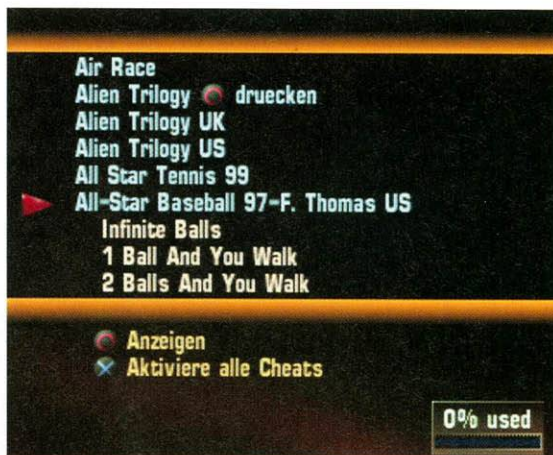 Air Race
Alien Trilogy druecken
Alien Trilogy UK
Alien Trilogy US
All Star Tennis 99
All-Star Baseball 97-F. Thomas US
Infinite Balls
1 Ball And You Walk
2 Balls And You Walk
Anzeigen
Aktiviere alle Cheats
0% used